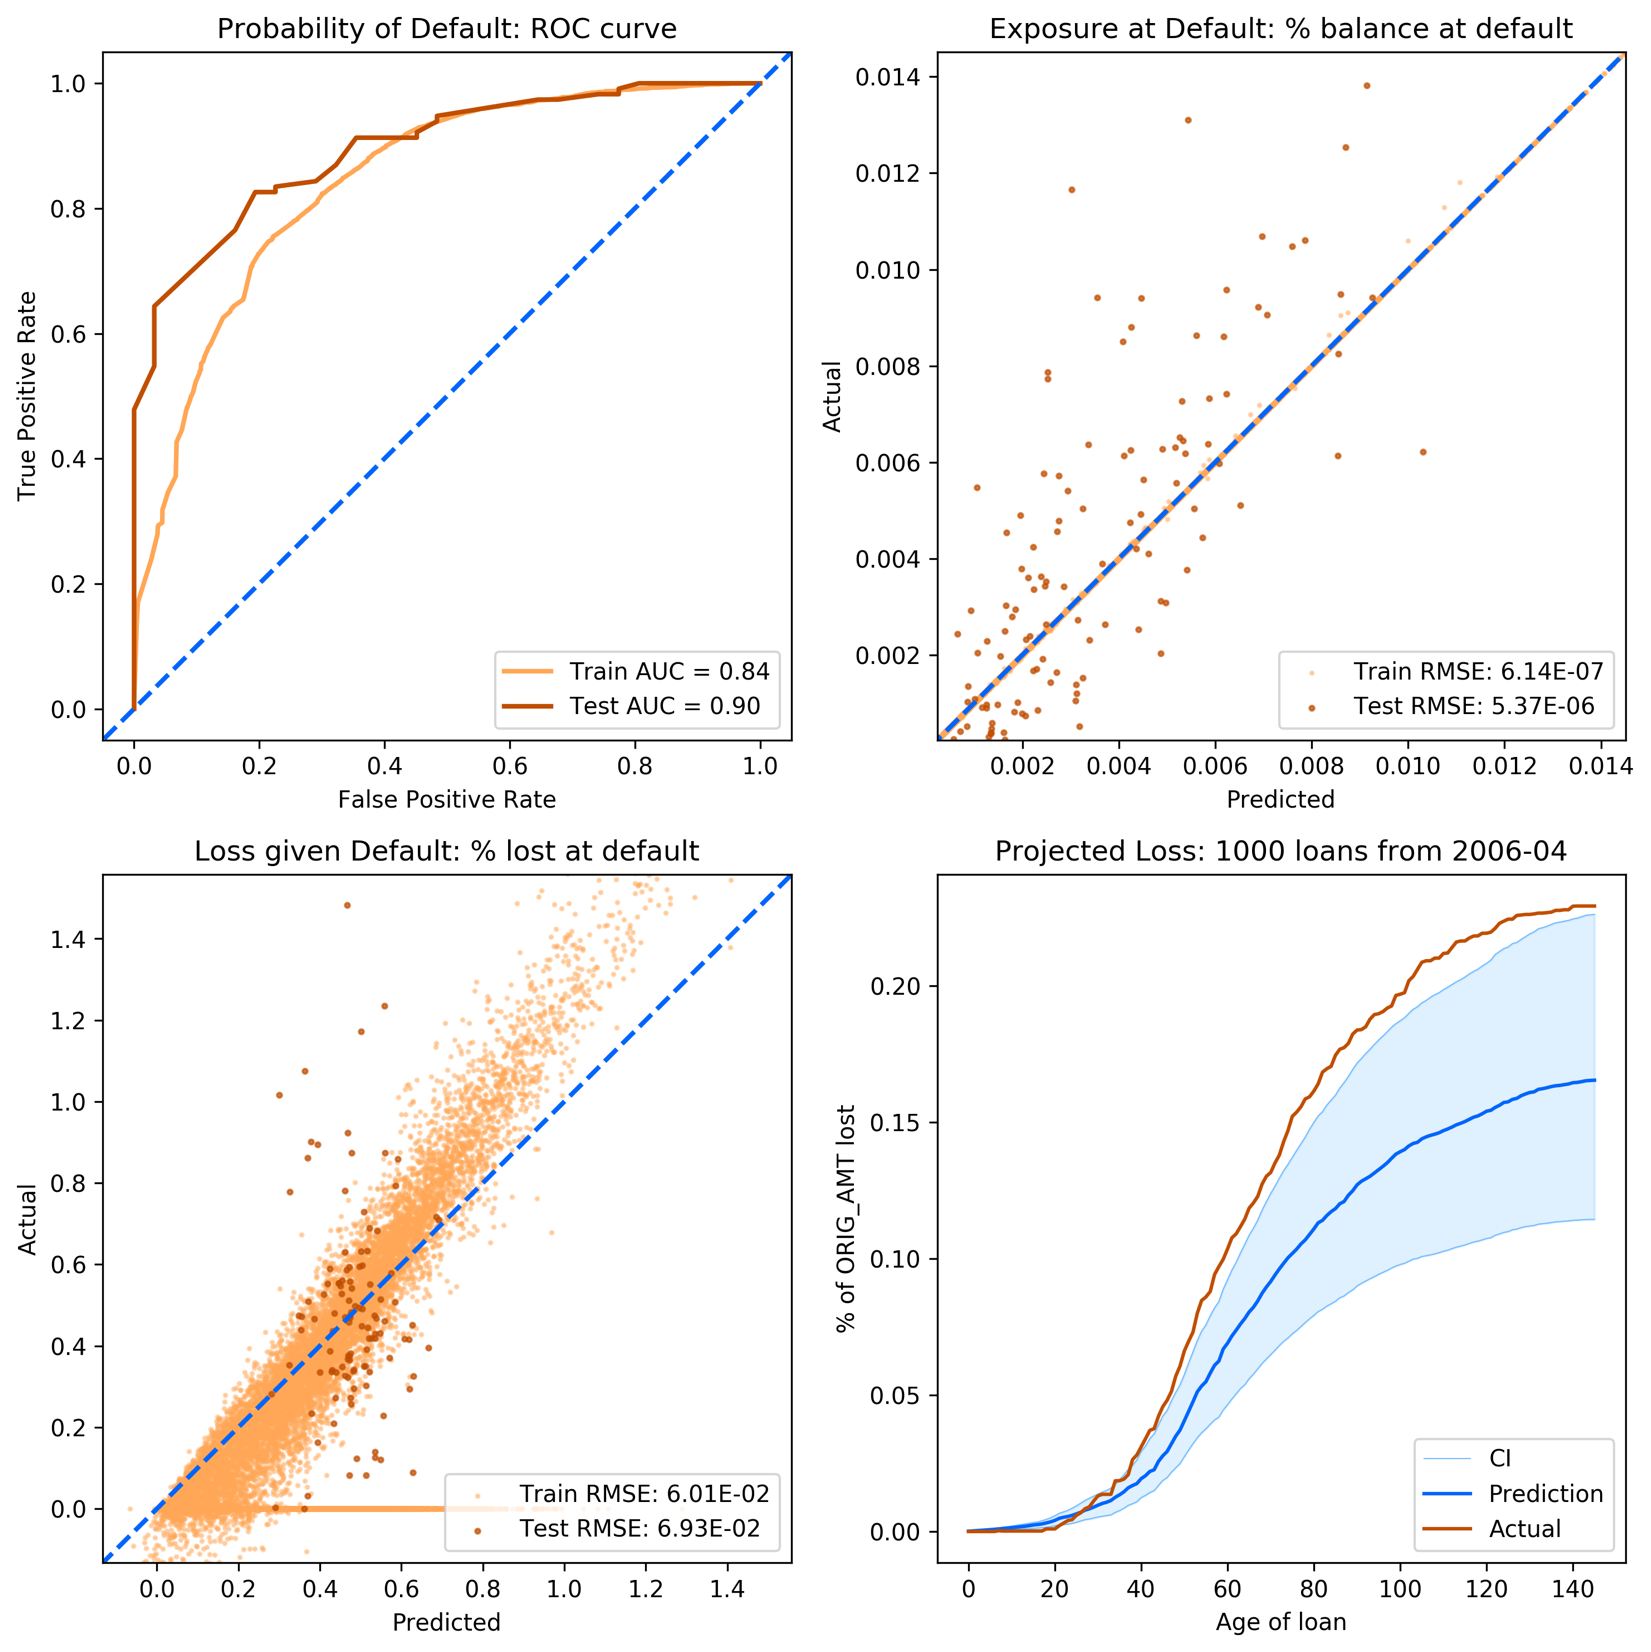 Probability of Default: ROC curve
True Positive Rate
1.0
0.8
0.6
0.4
0.2
0.0
Train AUC = 0.84
Test AUC = 0.90
0.0 0.2 0.4 0.6 0.8 1.0
False Positive Rate
Exposure at Default: % balance at default
Actual
0.014
0.012
0.010
0.008
0.006
0.004
0.002
Train RMSE: 6.14E-07
Test RMSE: 5.37E-06
0.002 0.004 0.006 0.008 0.010 0.012 0.014
Predicted
Loss given Default: % lost at default
Actual
1.4
1.2
1.0
0.8
0.6
0.4
0.2
0.0
Train RMSE: 6.01E-02
Test RMSE: 6.93E-02
0.0 0.2 0.4 0.6 0.8 1.0 1.2 1.4
Predicted
Projected Loss: 1000 loans from 2006-04
% of ORIG_AMT lost
0.20
0.15
0.10
0.05
0.00
CI
Prediction
Actual
0 20 40 60 80 100 120 140
Age of loan